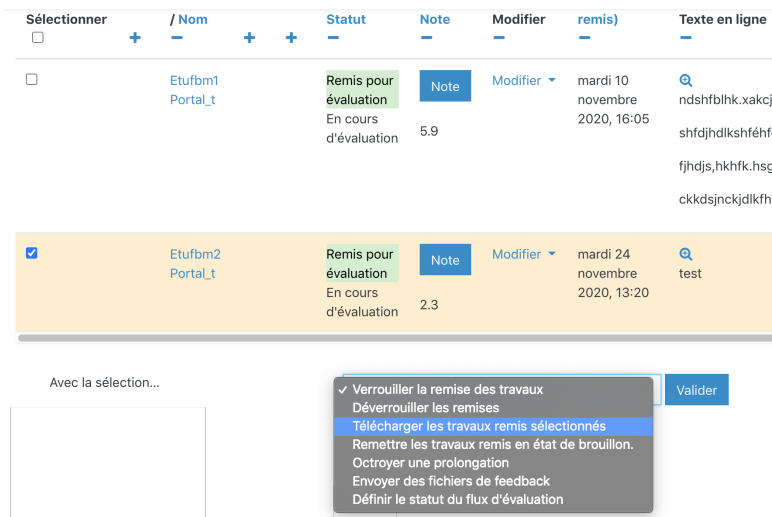 Sélectionner / Nom Statut Note Modifier remis) Texte en ligne
Etufbm1
Portal_t
Remis pour
évaluation
En cours
d'évaluation
Note
5.9
Modifier
mardi 10
novembre
2020, 16:05
ndshfblhk.xakcj
shfdjhdlkshféhf
fjhdjs,hkhfk.hsg
ckkdsjnckjdlkfh
Etufbm2
Portal_t
Remis pour
évaluation
En cours
d'évaluation
Note
2.3
Modifier
mardi 24
novembre
2020, 13:20
test
Avec la sélection...
✓ Verrouiller la remise des travaux
Déverrouiller les remises
Télécharger les travaux remis sélectionnés
Remettre les travaux remis en état de brouillon.
Octroyer une prolongation
Envoyer des fichiers de feedback
Définir le statut du flux d'évaluation
Valider